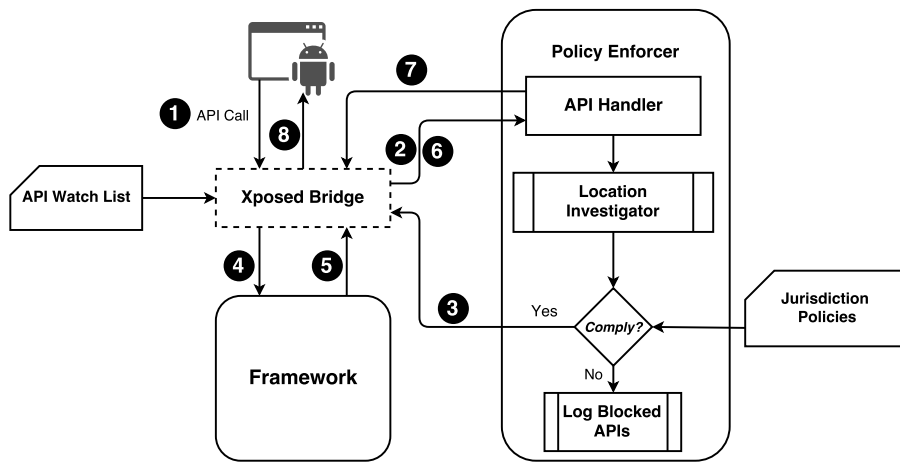 Policy Enforcer
7
API Handler
1
API Call
8
2
6
API Watch List
Xposed Bridge
Location
Investigator
4
5
3
Yes
Comply?
Jurisdiction
Policies
Framework
No
Log Blocked
APIs